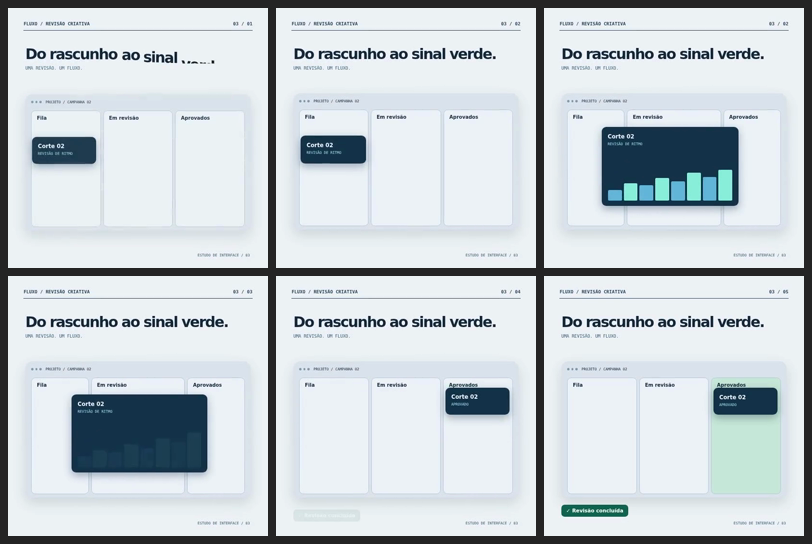 FLUXO / REVISÃO CRIATIVA 03 / 01
Do rascunho ao sinal verde.
UMA REVISÃO. UM FLUXO.
PROJETO / CAMPANHA 02
Fila Em revisão Aprovados
Corte 02
REVISÃO DE RITMO
ESTUDO DE INTERFACE / 03
FLUXO / REVISÃO CRIATIVA 03 / 02
Do rascunho ao sinal verde.
UMA REVISÃO. UM FLUXO.
PROJETO / CAMPANHA 02
Fila Em revisão Aprovados
Corte 02
REVISÃO DE RITMO
ESTUDO DE INTERFACE / 03
FLUXO / REVISÃO CRIATIVA 03 / 02
Do rascunho ao sinal verde.
UMA REVISÃO. UM FLUXO.
PROJETO / CAMPANHA 02
Fila Em revisão Aprovados
Corte 02
REVISÃO DE RITMO
ESTUDO DE INTERFACE / 03
FLUXO / REVISÃO CRIATIVA 03 / 03
Do rascunho ao sinal verde.
UMA REVISÃO. UM FLUXO.
PROJETO / CAMPANHA 02
Fila Em revisão Aprovados
Corte 02
REVISÃO DE RITMO
ESTUDO DE INTERFACE / 03
FLUXO / REVISÃO CRIATIVA 03 / 04
Do rascunho ao sinal verde.
UMA REVISÃO. UM FLUXO.
PROJETO / CAMPANHA 02
Fila Em revisão Aprovados
Corte 02
APROVADO
ESTUDO DE INTERFACE / 03
FLUXO / REVISÃO CRIATIVA 03 / 05
Do rascunho ao sinal verde.
UMA REVISÃO. UM FLUXO.
PROJETO / CAMPANHA 02
Fila Em revisão Aprovados
Corte 02
APROVADO
✓ Revisão concluída
ESTUDO DE INTERFACE / 03